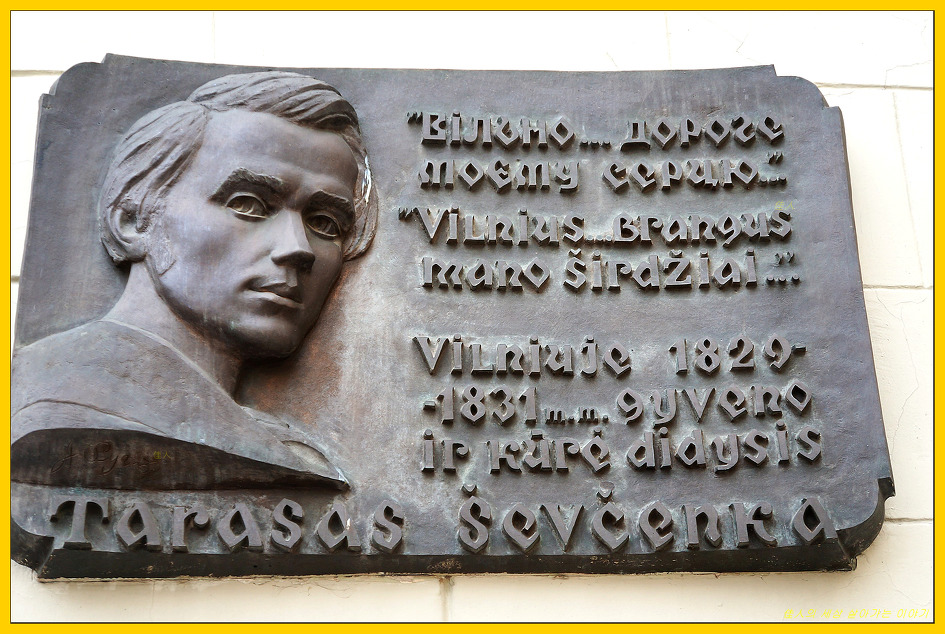 "Вільно.... дороге
моєму серцю..."
"Vilnius.... brangus
mano širdžiai..."
Vilniuje 1829-
-1831 m.m. gyveno
ir kūrė didysis
Tarasas Ševčenka